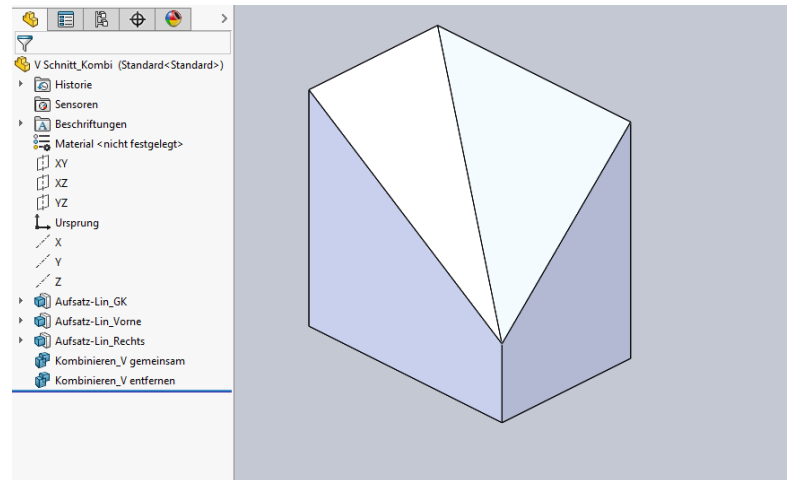 V Schnitt_Kombi (Standard<Standard>)
Historie
Sensoren
Beschriftungen
Material <nicht festgelegt>
XY
XZ
YZ
Ursprung
X
Y
Z
Aufsatz-Lin_GK
Aufsatz-Lin_Vorne
Aufsatz-Lin_Rechts
Kombinieren_V gemeinsam
Kombinieren_V entfernen